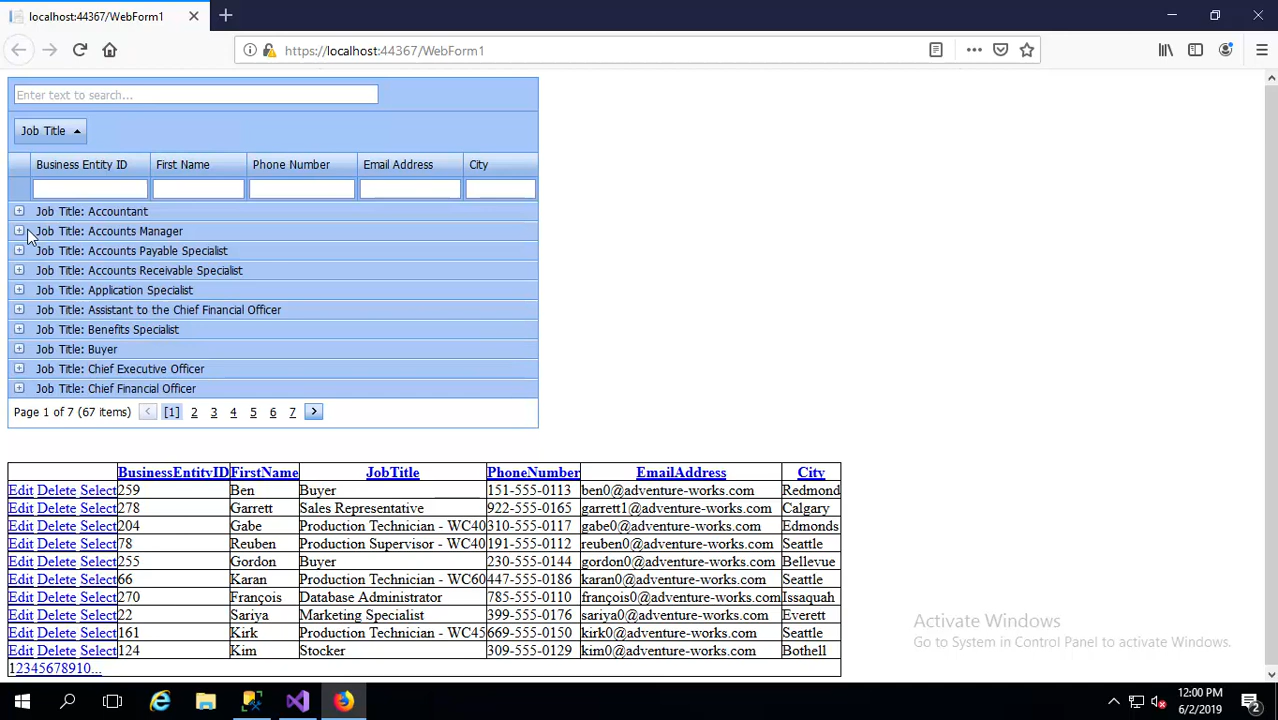 localhost:44367/WebForm1
https://localhost:44367/WebForm1
Enter text to search...
Job Title
Business Entity ID First Name Phone Number Email Address City
Job Title: Accountant
Job Title: Accounts Manager
Job Title: Accounts Payable Specialist
Job Title: Accounts Receivable Specialist
Job Title: Application Specialist
Job Title: Assistant to the Chief Financial Officer
Job Title: Benefits Specialist
Job Title: Buyer
Job Title: Chief Executive Officer
Job Title: Chief Financial Officer
Page 1 of 7 (67 items) < [1] 2 3 4 5 6 7 >
BusinessEntityID FirstName JobTitle PhoneNumber EmailAddress City
Edit Delete Select 259 Ben Buyer 151-555-0113 ben0@adventure-works.com Redmond
Edit Delete Select 278 Garrett Sales Representative 922-555-0165 garrett1@adventure-works.com Calgary
Edit Delete Select 204 Gabe Production Technician - WC40 310-555-0117 gabe0@adventure-works.com Edmonds
Edit Delete Select 78 Reuben Production Supervisor - WC40 191-555-0112 reuben0@adventure-works.com Seattle
Edit Delete Select 255 Gordon Buyer 230-555-0144 gordon0@adventure-works.com Bellevue
Edit Delete Select 66 Karan Production Technician - WC60 447-555-0186 karan0@adventure-works.com Seattle
Edit Delete Select 270 François Database Administrator 785-555-0110 françois0@adventure-works.com Issaquah
Edit Delete Select 22 Sariya Marketing Specialist 399-555-0176 sariya0@adventure-works.com Everett
Edit Delete Select 161 Kirk Production Technician - WC45 669-555-0150 kirk0@adventure-works.com Seattle
Edit Delete Select 124 Kim Stocker 309-555-0129 kim0@adventure-works.com Bothell
12345678910...
Activate Windows
Go to System in Control Panel to activate Windows.
12:00 PM
6/2/2019
2